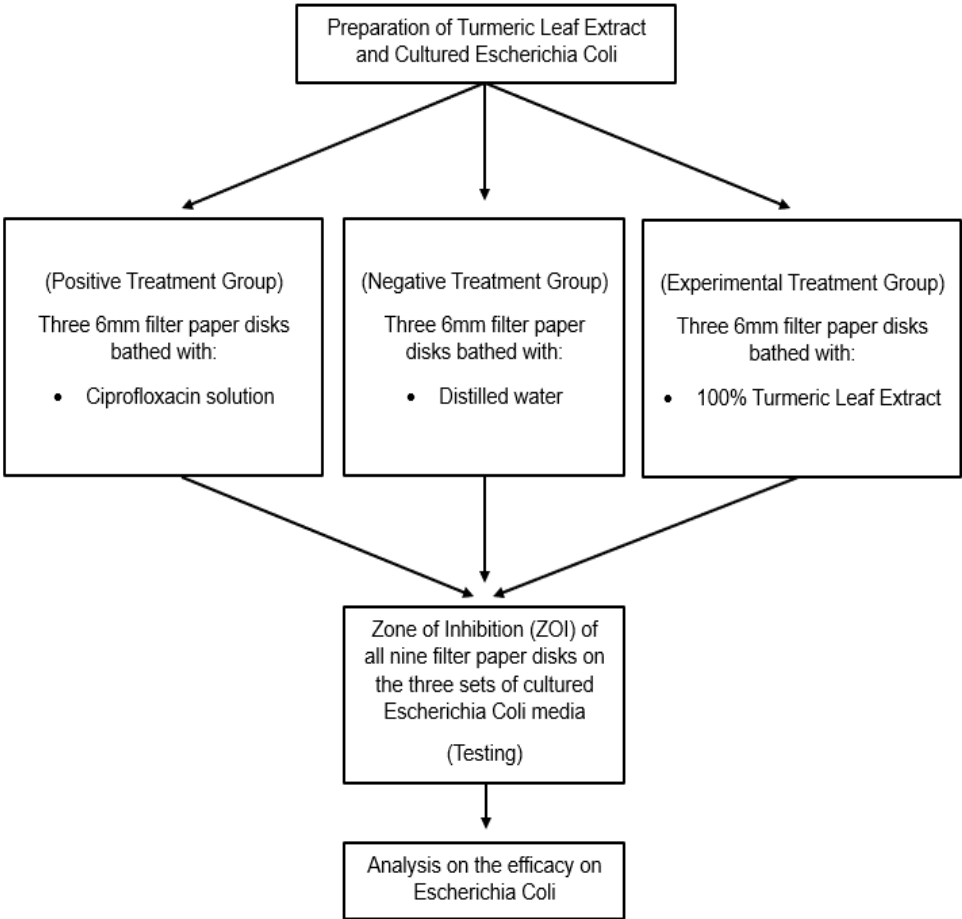 Preparation of Turmeric Leaf Extract
and Cultured Escherichia Coli
(Positive Treatment Group)
Three 6mm filter paper disks
bathed with:
• Ciprofloxacin solution
(Negative Treatment Group)
Three 6mm filter paper
disks bathed with:
• Distilled water
(Experimental Treatment Group)
Three 6mm filter paper disks
bathed with:
• 100% Turmeric Leaf Extract
Zone of Inhibition (ZOI) of
all nine filter paper disks on
the three sets of cultured
Escherichia Coli media
(Testing)
Analysis on the efficacy on
Escherichia Coli